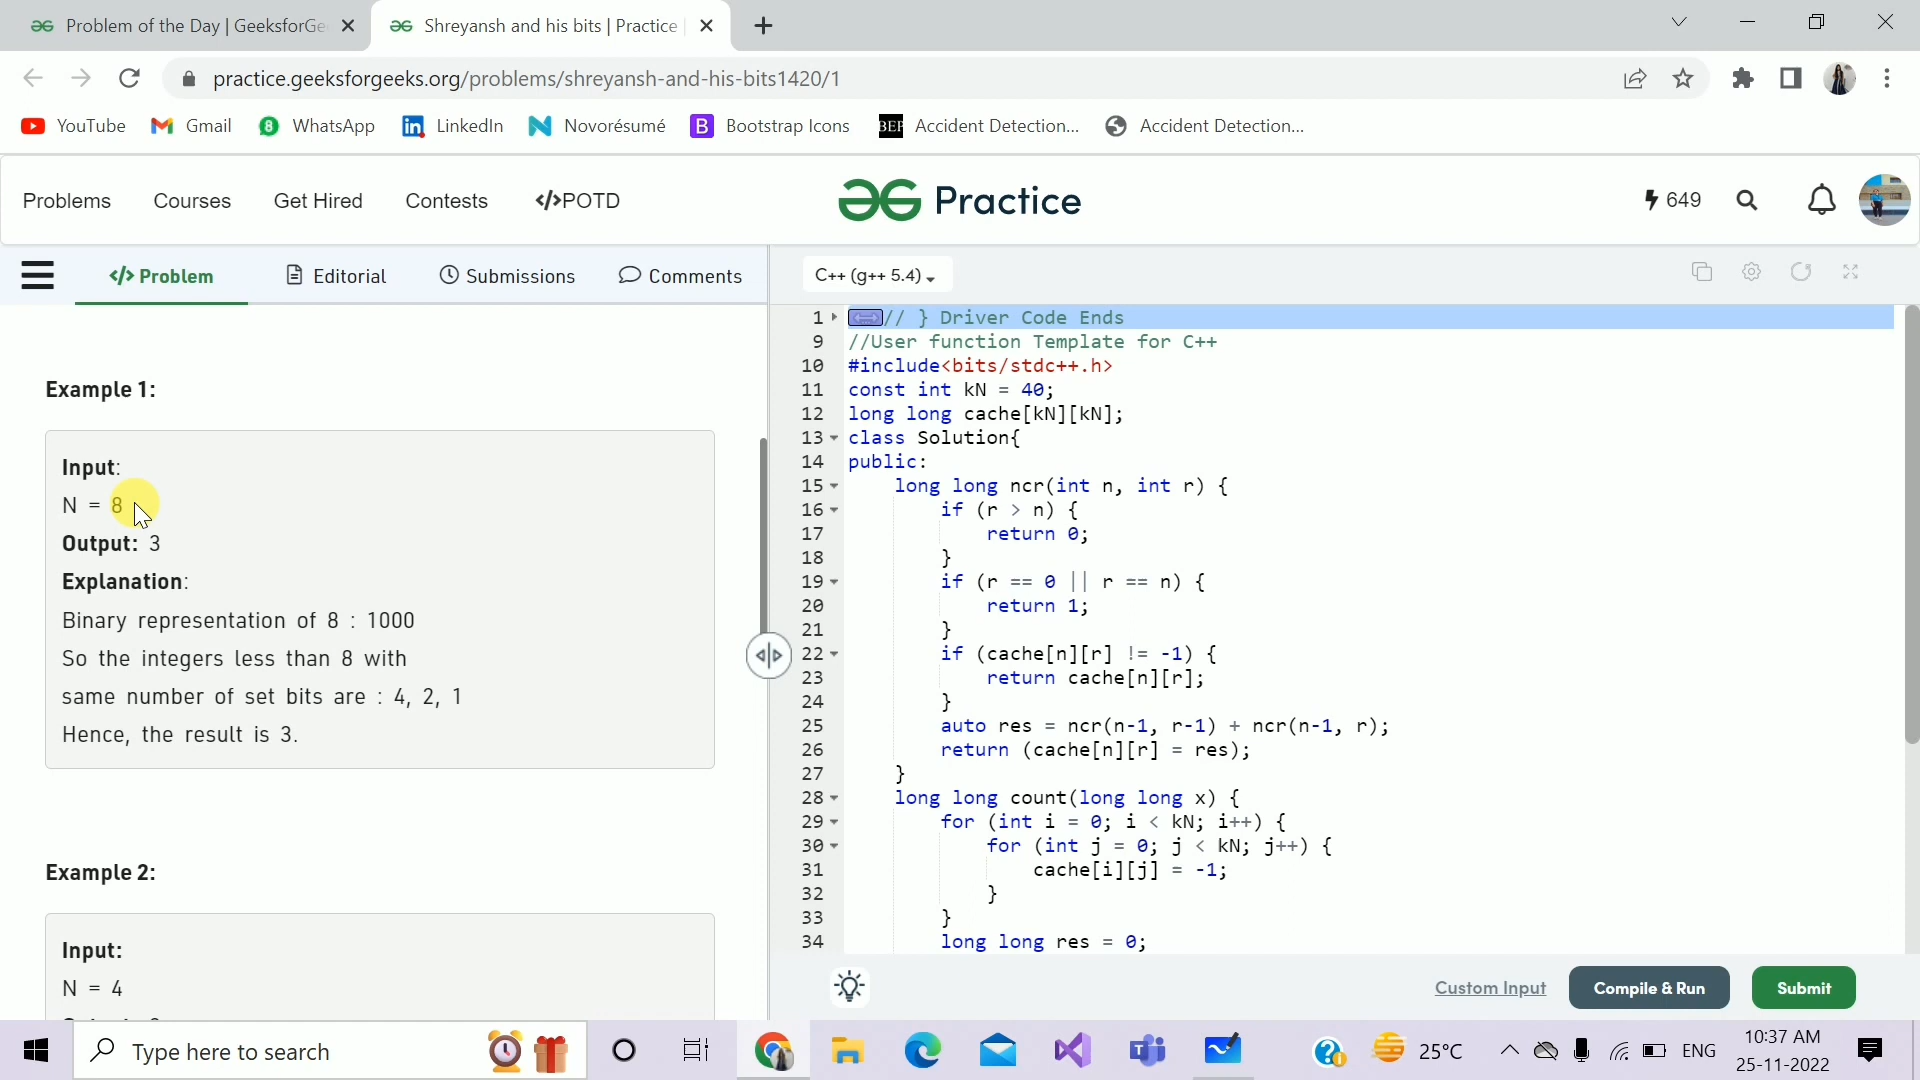 Problem of the Day | GeeksforGe
Shreyansh and his bits | Practice
practice.geeksforgeeks.org/problems/shreyansh-and-his-bits1420/1
YouTube
Gmail
8
WhatsApp
in
LinkedIn
Novorésumé
B
Bootstrap Icons
BEF
Accident Detection...
Accident Detection...
Problems
Courses
Get Hired
Contests
</>POTD
Practice
649
</> Problem
Editorial
Submissions
Comments
C++ (g++ 5.4)
Example 1:
Input:
N = 8
Output: 3
Explanation:
Binary representation of 8 : 1000
So the integers less than 8 with
same number of set bits are : 4, 2, 1
Hence, the result is 3.
Example 2:
Input:
N = 4
1 // } Driver Code Ends
9 //User function Template for C++
10 #include<bits/stdc++.h>
11 const int kN = 40;
12 long long cache[kN][kN];
13 class Solution{
14 public:
15 long long ncr(int n, int r) {
16 if (r > n) {
17 return 0;
18 }
19 if (r == 0 || r == n) {
20 return 1;
21 }
22 if (cache[n][r] != -1) {
23 return cache[n][r];
24 }
25 auto res = ncr(n-1, r-1) + ncr(n-1, r);
26 return (cache[n][r] = res);
27 }
28 long long count(long long x) {
29 for (int i = 0; i < kN; i++) {
30 for (int j = 0; j < kN; j++) {
31 cache[i][j] = -1;
32 }
33 }
34 long long res = 0;
Custom Input
Compile & Run
Submit
Type here to search
25°C
ENG
10:37 AM
25-11-2022